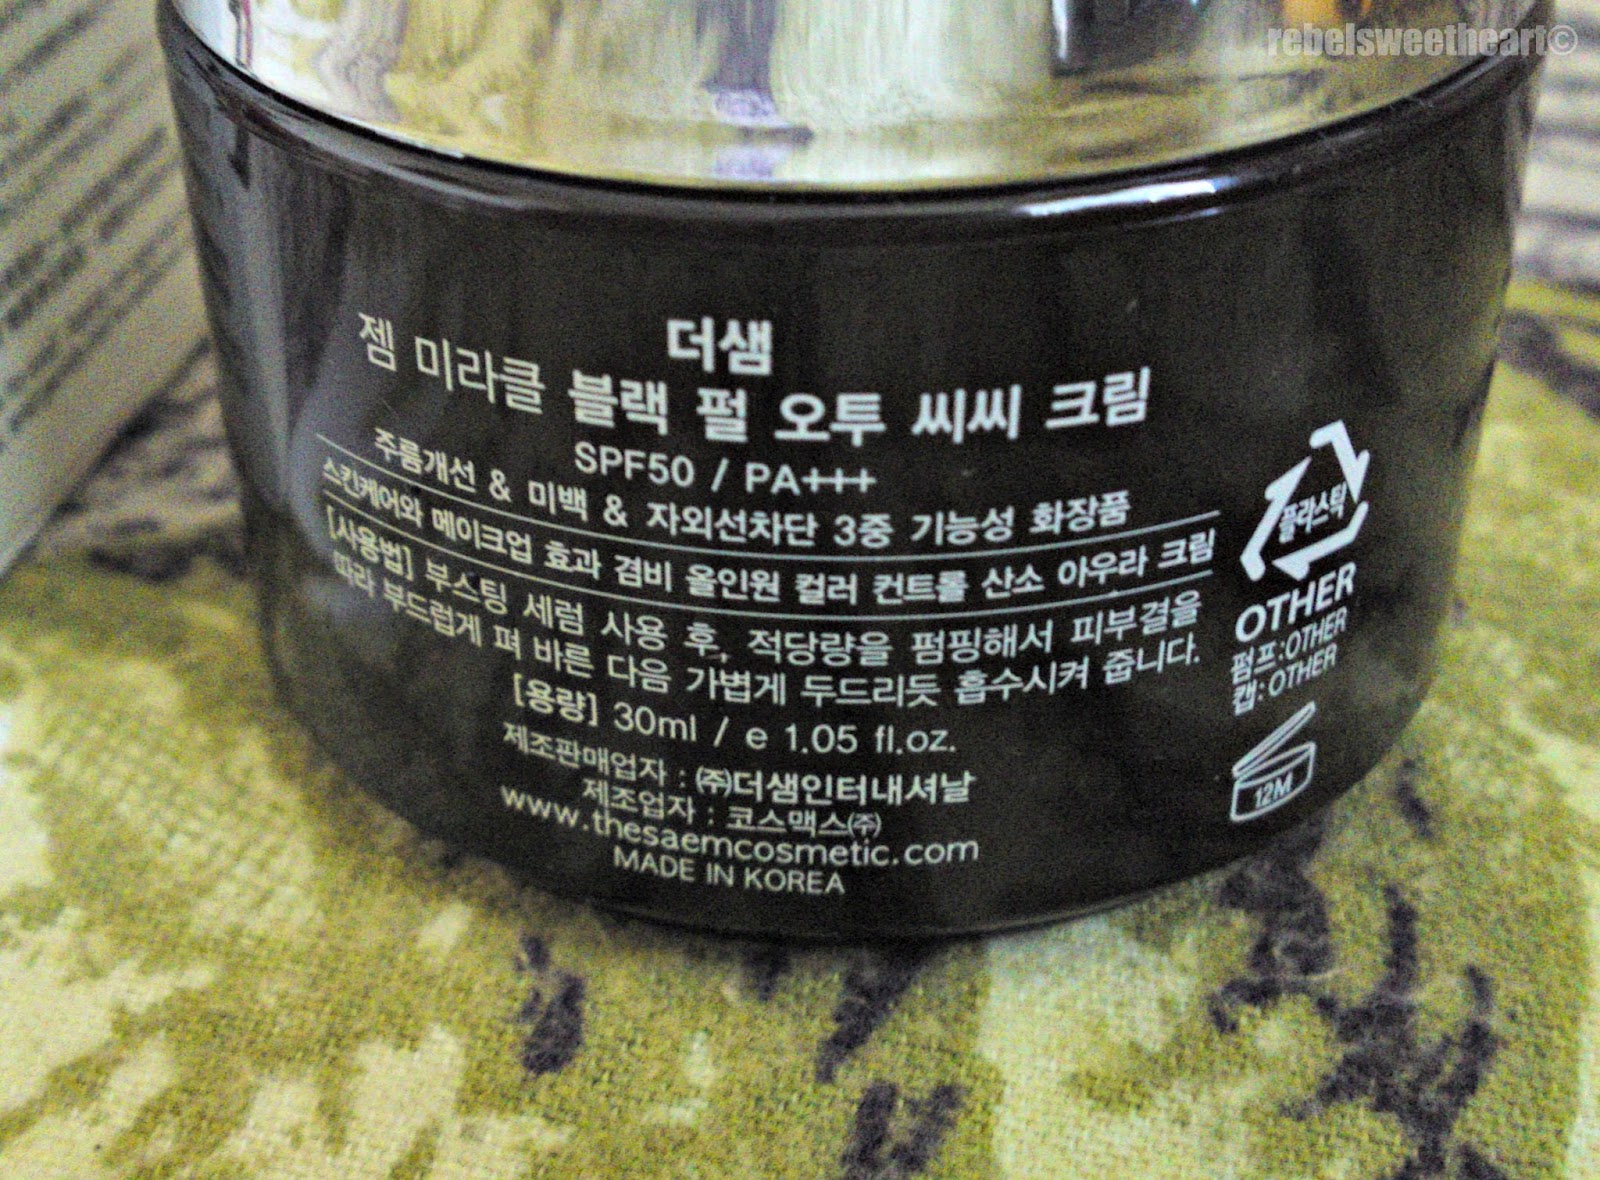 rebelsweetheart©
더샘
젬 미라클 블랙 펄 오투 씨씨 크림
SPF50 / PA+++
주름개선 & 미백 & 자외선차단 3중 기능성 화장품
스킨케어와 메이크업 효과 겸비 올인원 컬러 컨트롤 산소 아우라 크림
[사용법] 부스팅 세럼 사용 후, 적당량을 펌핑해서 피부결을
따라 부드럽게 펴 바른 다음 가볍게 두드리듯 흡수시켜 줍니다.
[용량] 30ml / e 1.05 fl.oz.
제조판매업자 : ㈜더샘인터내셔날
제조업자 : 코스맥스㈜
www.thesaemcosmetic.com
MADE IN KOREA
플라스틱
OTHER
펌프:OTHER
캡:OTHER
12M